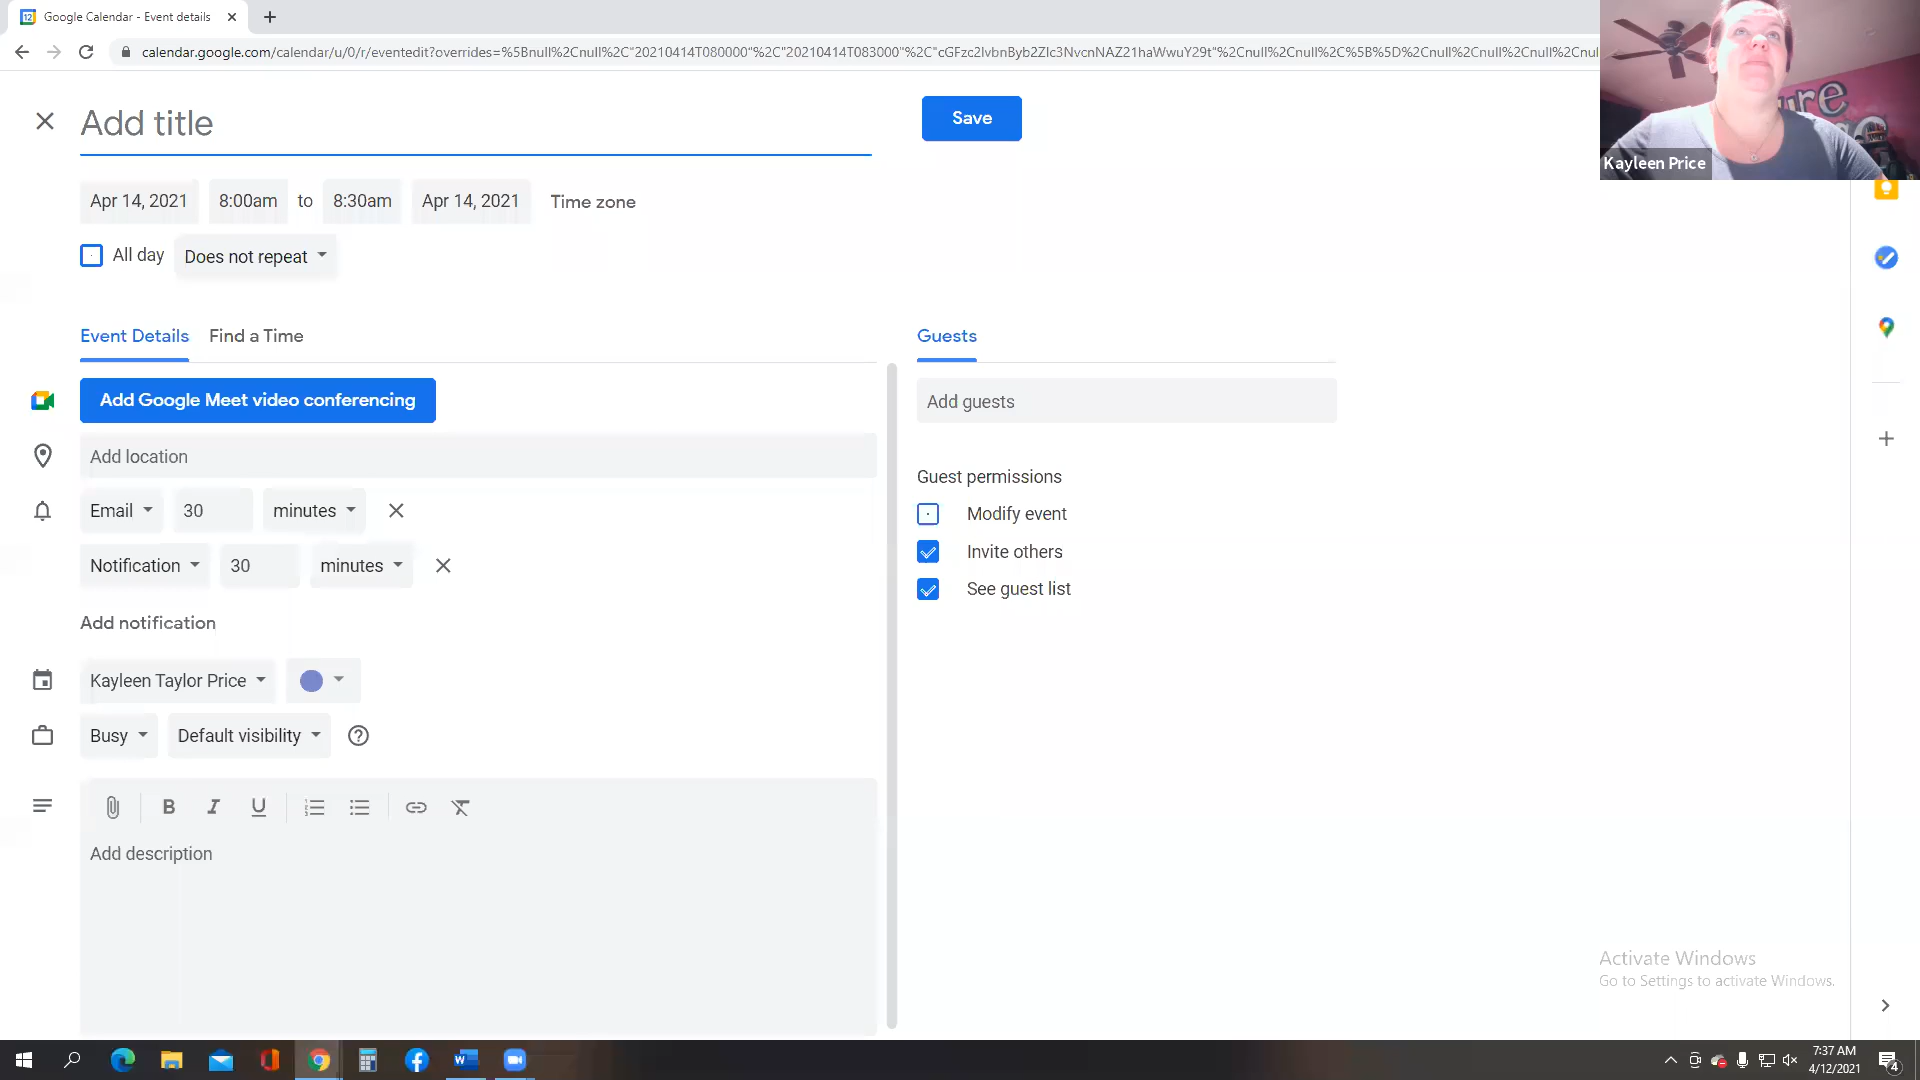 Google Calendar - Event details
calendar.google.com/calendar/u/0/r/eventedit?overrides=%5Bnull%2Cnull%2C"20210414T080000"%2C"20210414T083000"%2C"cGFzc2lvbnByb2ZIc3NvcnNAZ21haWwuY29t"%2Cnull%2Cnull%2C%5B%5D%2Cnull%2Cnull%2Cnull%2Cnul
Kayleen Price
Add title
Save
Apr 14, 2021 8:00am to 8:30am Apr 14, 2021 Time zone
All day Does not repeat
Event Details Find a Time
Guests
Add Google Meet video conferencing
Add guests
Add location
Guest permissions
Email 30 minutes
Modify event
Invite others
Notification 30 minutes
See guest list
Add notification
Kayleen Taylor Price
Busy Default visibility
B I U
Add description
Activate Windows
Go to Settings to activate Windows.
7:37 AM
4/12/2021
4